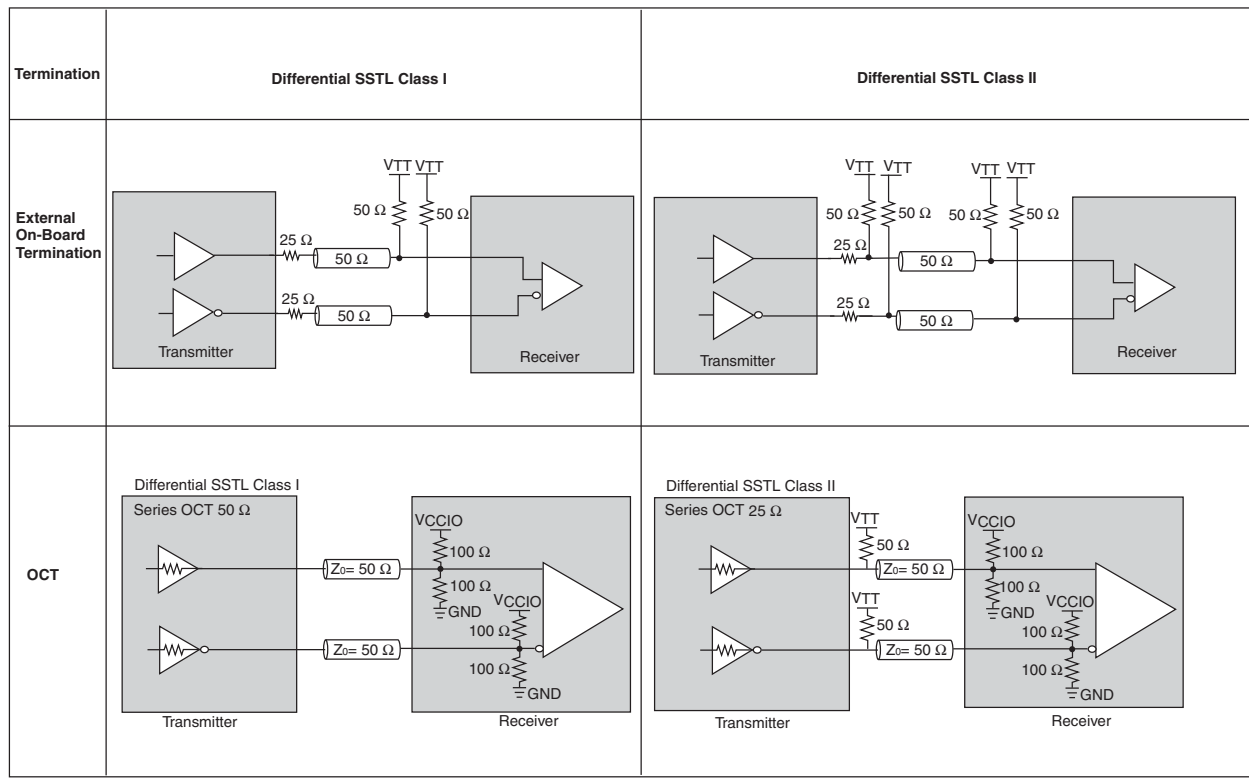 Termination
Differential SSTL Class I
Differential SSTL Class II
External
On-Board
Termination
VTT VTT
50 Ω
50 Ω
25 Ω
50 Ω
25 Ω
50 Ω
Transmitter
Receiver
VTT VTT
VTT VTT
50 Ω
50 Ω
50 Ω
50 Ω
25 Ω
50 Ω
25 Ω
50 Ω
Transmitter
Receiver
OCT
Differential SSTL Class I
Series OCT 50 Ω
VCCIO
100 Ω
Z0= 50 Ω
100 Ω
GND
VCCIO
100 Ω
Z0= 50 Ω
100 Ω
GND
Transmitter
Receiver
Differential SSTL Class II
Series OCT 25 Ω
VTT
50 Ω
VCCIO
100 Ω
Z0= 50 Ω
100 Ω
GND
VTT
50 Ω
VCCIO
100 Ω
Z0= 50 Ω
100 Ω
GND
Transmitter
Receiver